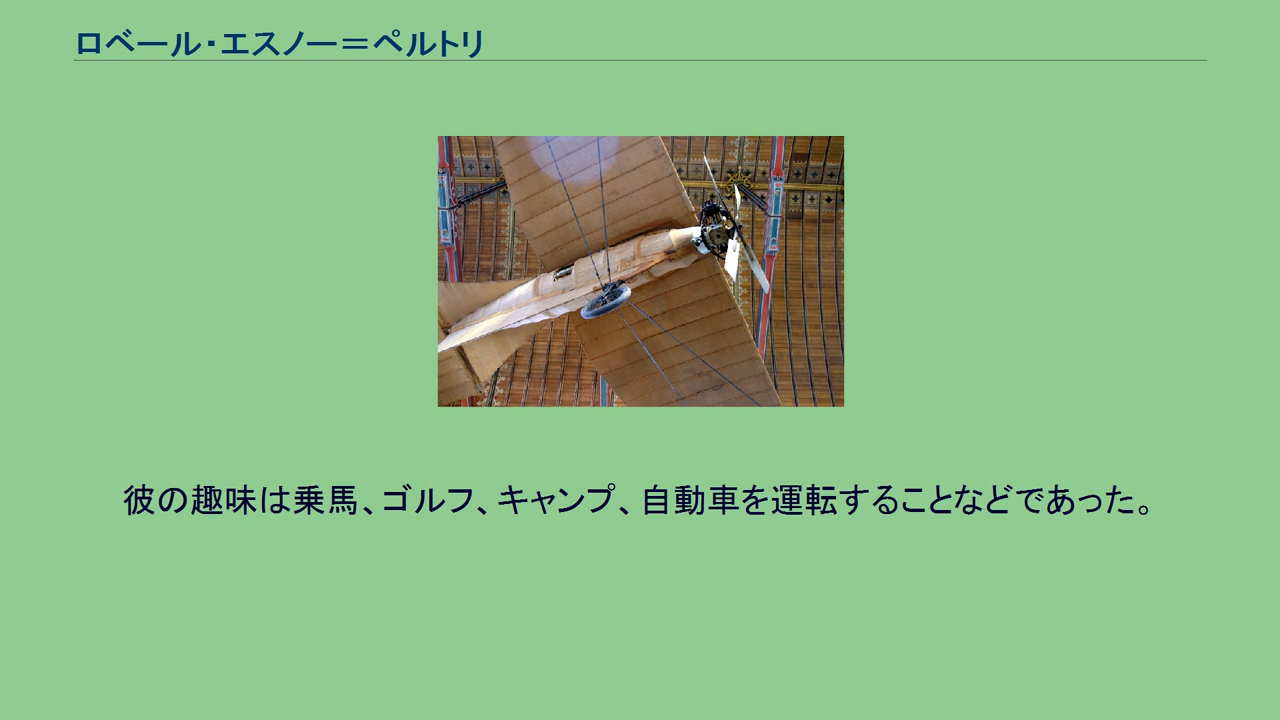 ロベール・エスノー＝ペルトリ
彼の趣味は乗馬、ゴルフ、キャンプ、自動車を運転することなどであった。